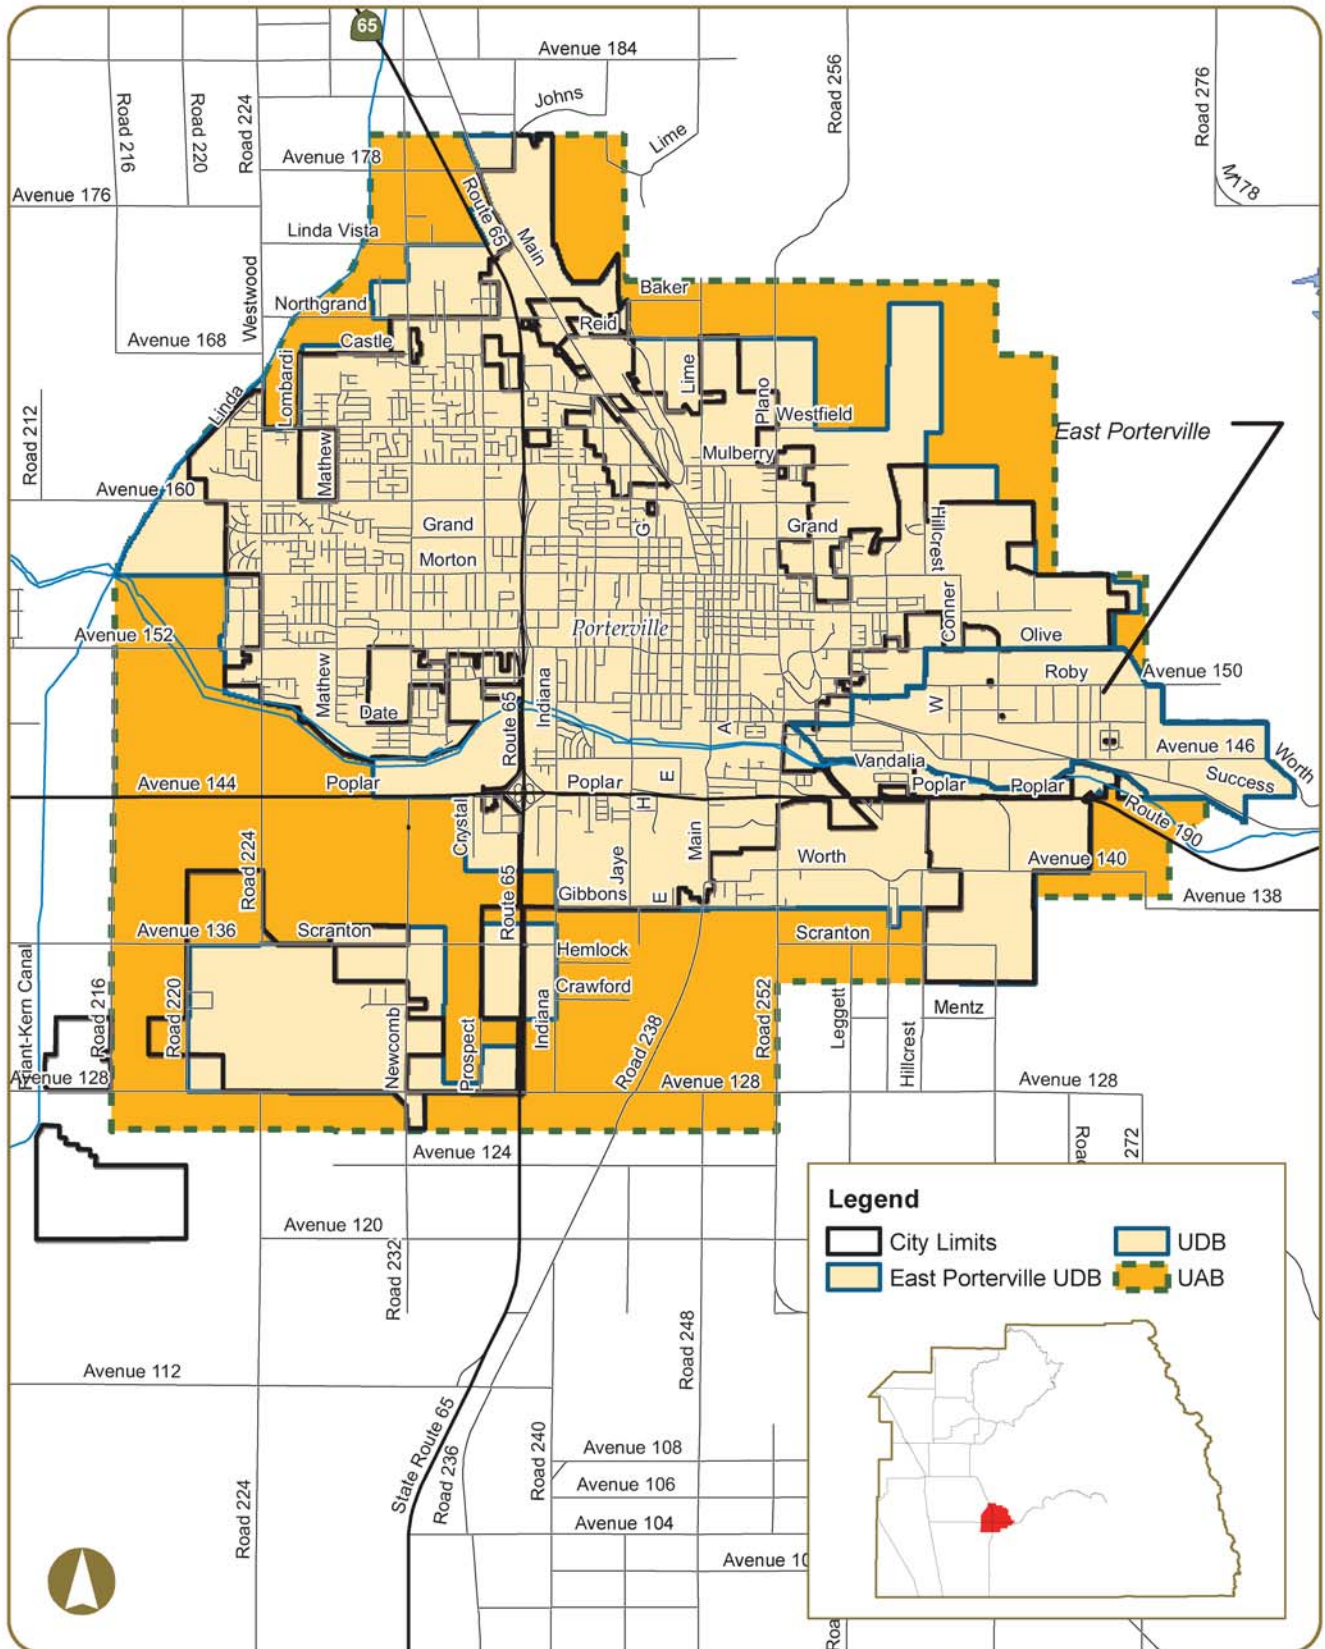 65
Avenue 184
Johns
Lime
Road 256
Road 276
Road 216
Road 220
Road 224
Avenue 178
M178
Avenue 176
Route 65
Main
Linda Vista
Westwood
Northgrand
Baker
Reid
Avenue 168
Castle
Lombardi
Lime
Plano
Linda
Westfield
Road 212
East Porterville
Mathew
Mulberry
Avenue 160
Grand
G
Grand
Hillcrest
Morton
Conner
Porterville
Avenue 152
Olive
Roby
Avenue 150
Mathew
Date
Route 65
Indiana
A
W
Avenue 146
Worth
Vandalia
Success
Avenue 144
Poplar
Poplar
E
H
Poplar
Poplar
Route 190
Crystal
Main
Worth
Avenue 140
Road 224
Route 65
Jaye
Gibbons
E
Avenue 138
Avenue 136
Scranton
Scranton
Hemlock
Crawford
Friant-Kern Canal
Road 216
Road 220
Newcomb
Prospect
Indiana
Road 238
Road 252
Leggett
Hillcrest
Mentz
Avenue 128
Avenue 128
Avenue 128
272
Avenue 124
Avenue 120
Road 232
Road 248
Avenue 112
State Route 65
Road 236
Road 240
Avenue 108
Avenue 106
Avenue 104
Road 224
Legend
City Limits
UDB
East Porterville UDB
UAB